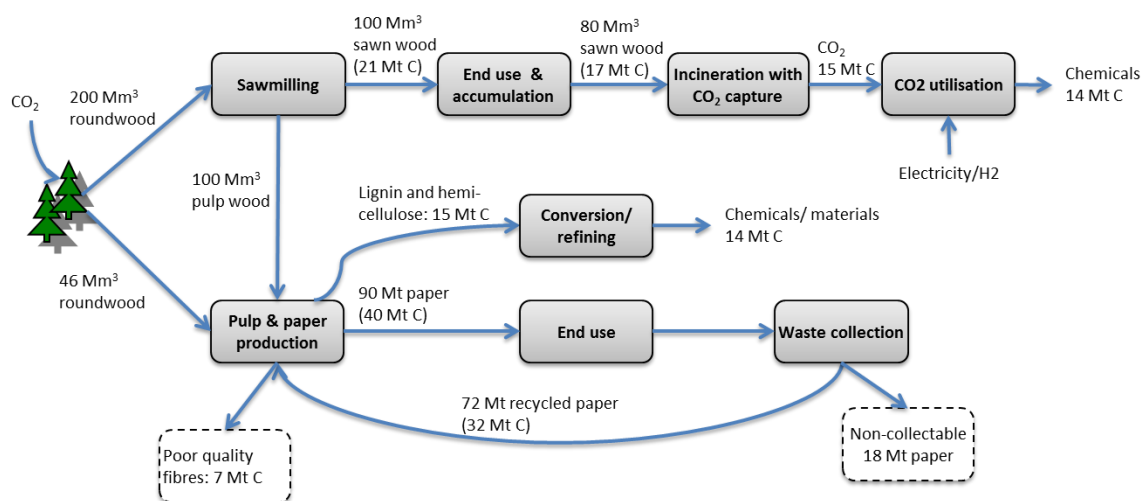 100 Mm³
sawn wood
(21 Mt C)
80 Mm³
sawn wood
(17 Mt C)
CO₂
15 Mt C
Sawmilling
End use &
accumulation
Incineration with
CO₂ capture
CO2 utilisation
Chemicals
14 Mt C
CO₂
200 Mm³
roundwood
Electricity/H2
100 Mm³
pulp wood
Lignin and hemi-
cellulose: 15 Mt C
Conversion/
refining
Chemicals/ materials
14 Mt C
46 Mm³
roundwood
Pulp & paper
production
90 Mt paper
(40 Mt C)
End use
Waste collection
72 Mt recycled paper
(32 Mt C)
Poor quality
fibres: 7 Mt C
Non-collectable
18 Mt paper